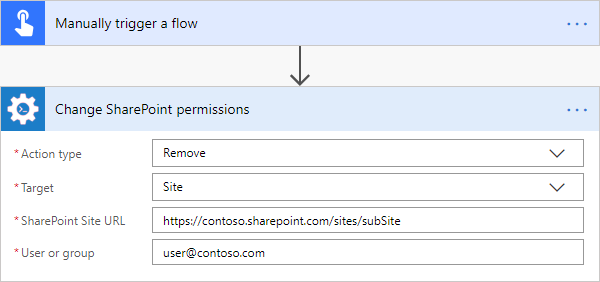 Manually trigger a flow
Change SharePoint permissions
* Action type Remove
* Target Site
* SharePoint Site URL https://contoso.sharepoint.com/sites/subSite
* User or group user@contoso.com